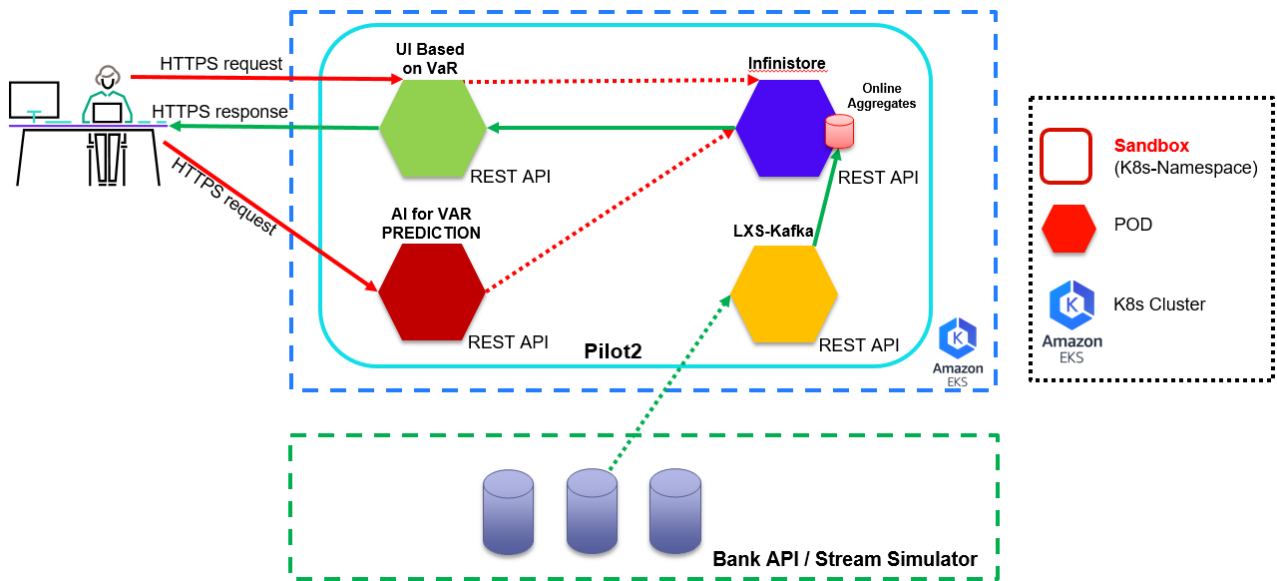 HTTPS request
HTTPS response
HTTPS request
UI Based
on VaR
REST API
Infinistore
Online
Aggregates
REST API
AI for VAR
PREDICTION
REST API
LXS-Kafka
REST API
Pilot2
K
Amazon
EKS
Bank API / Stream Simulator
Sandbox
(K8s-Namespace)
POD
K
K8s Cluster
Amazon
EKS